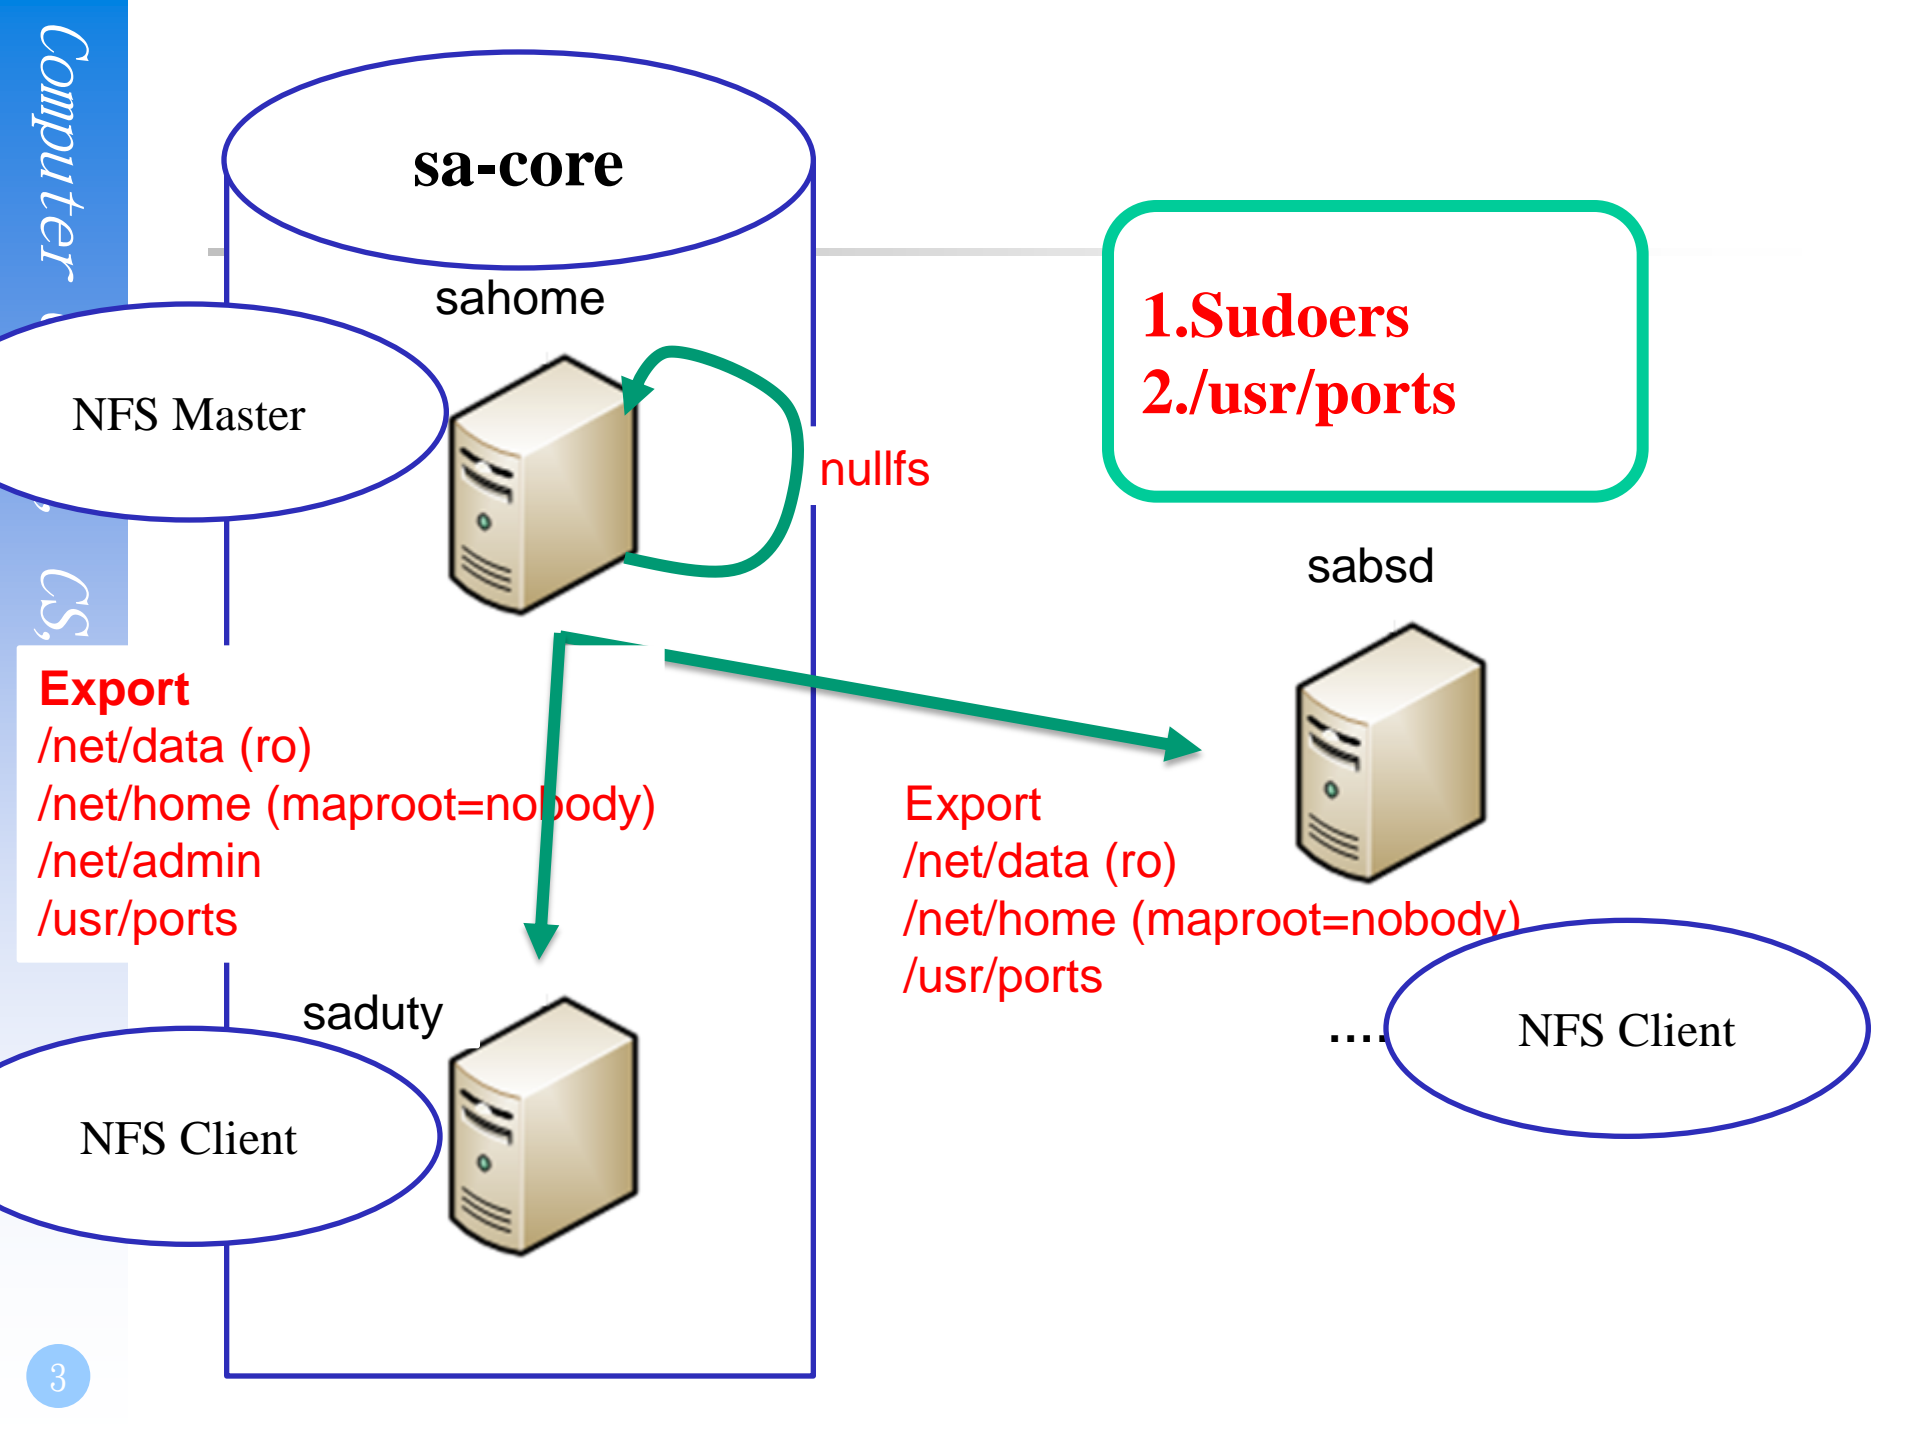 Computer
CS,
sa-core
sahome
NFS Master
nullfs
1.Sudoers
2./usr/ports
sabsd
Export
/net/data (ro)
/net/home (maproot=nobody)
/net/admin
/usr/ports
Export
/net/data (ro)
/net/home (maproot=nobody)
/usr/ports
saduty
NFS Client
....
NFS Client
3